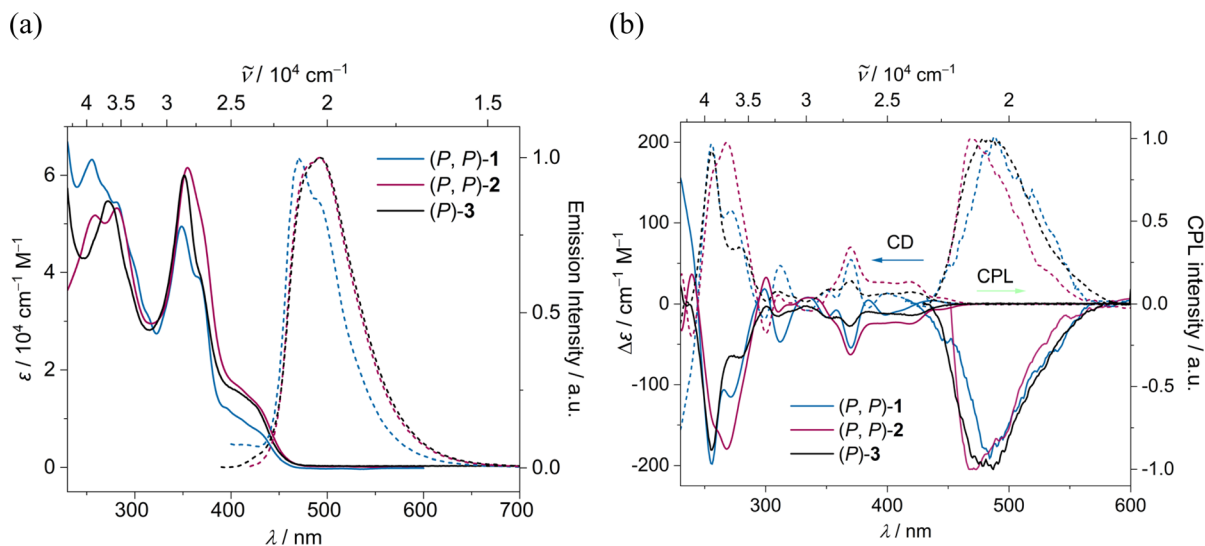 (a)
ν̃ / 10⁴ cm⁻¹
4 3.5 3 2.5 2 1.5
6
4
2
0
ε / 10⁴ cm⁻¹ M⁻¹
(P, P)-1
(P, P)-2
(P)-3
1.0
0.5
0.0
Emission Intensity / a.u.
300 400 500 600 700
λ / nm
(b)
ν̃ / 10⁴ cm⁻¹
4 3.5 3 2.5 2
200
100
0
-100
-200
Δε / cm⁻¹ M⁻¹
CD
CPL
(P, P)-1
(P, P)-2
(P)-3
1.0
0.5
0.0
-0.5
-1.0
CPL intensity / a.u.
300 400 500 600
λ / nm